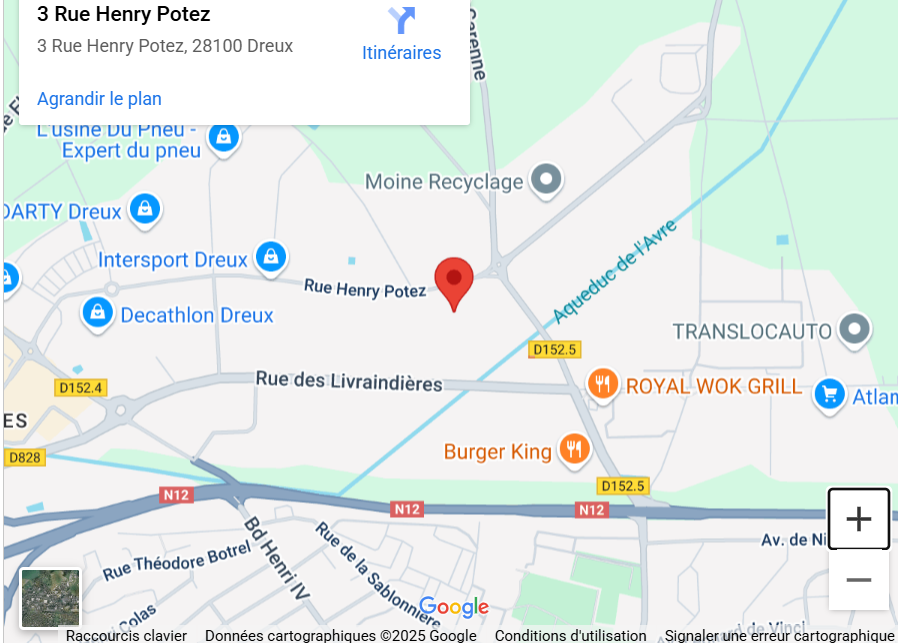 3 Rue Henry Potez
3 Rue Henry Potez, 28100 Dreux
Itinéraires
Agrandir le plan
Garenne
L'usine Du Pneu -
Expert du pneu
Moine Recyclage
DARTY Dreux
Intersport Dreux
Rue Henry Potez
Aqueduc de l'Avre
Decathlon Dreux
TRANSLOCAUTO
D152.5
D152.4
Rue des Livraindières
ROYAL WOK GRILL
Atlan
ES
Burger King
D828
D152.5
N12
N12
N12
Bd Henri IV
Rue de la Sablonnière
Av. de Ni
Rue Théodore Botrel
Colas
Google
de Vinci
Raccourcis clavier
Données cartographiques ©2025 Google
Conditions d'utilisation
Signaler une erreur cartographique